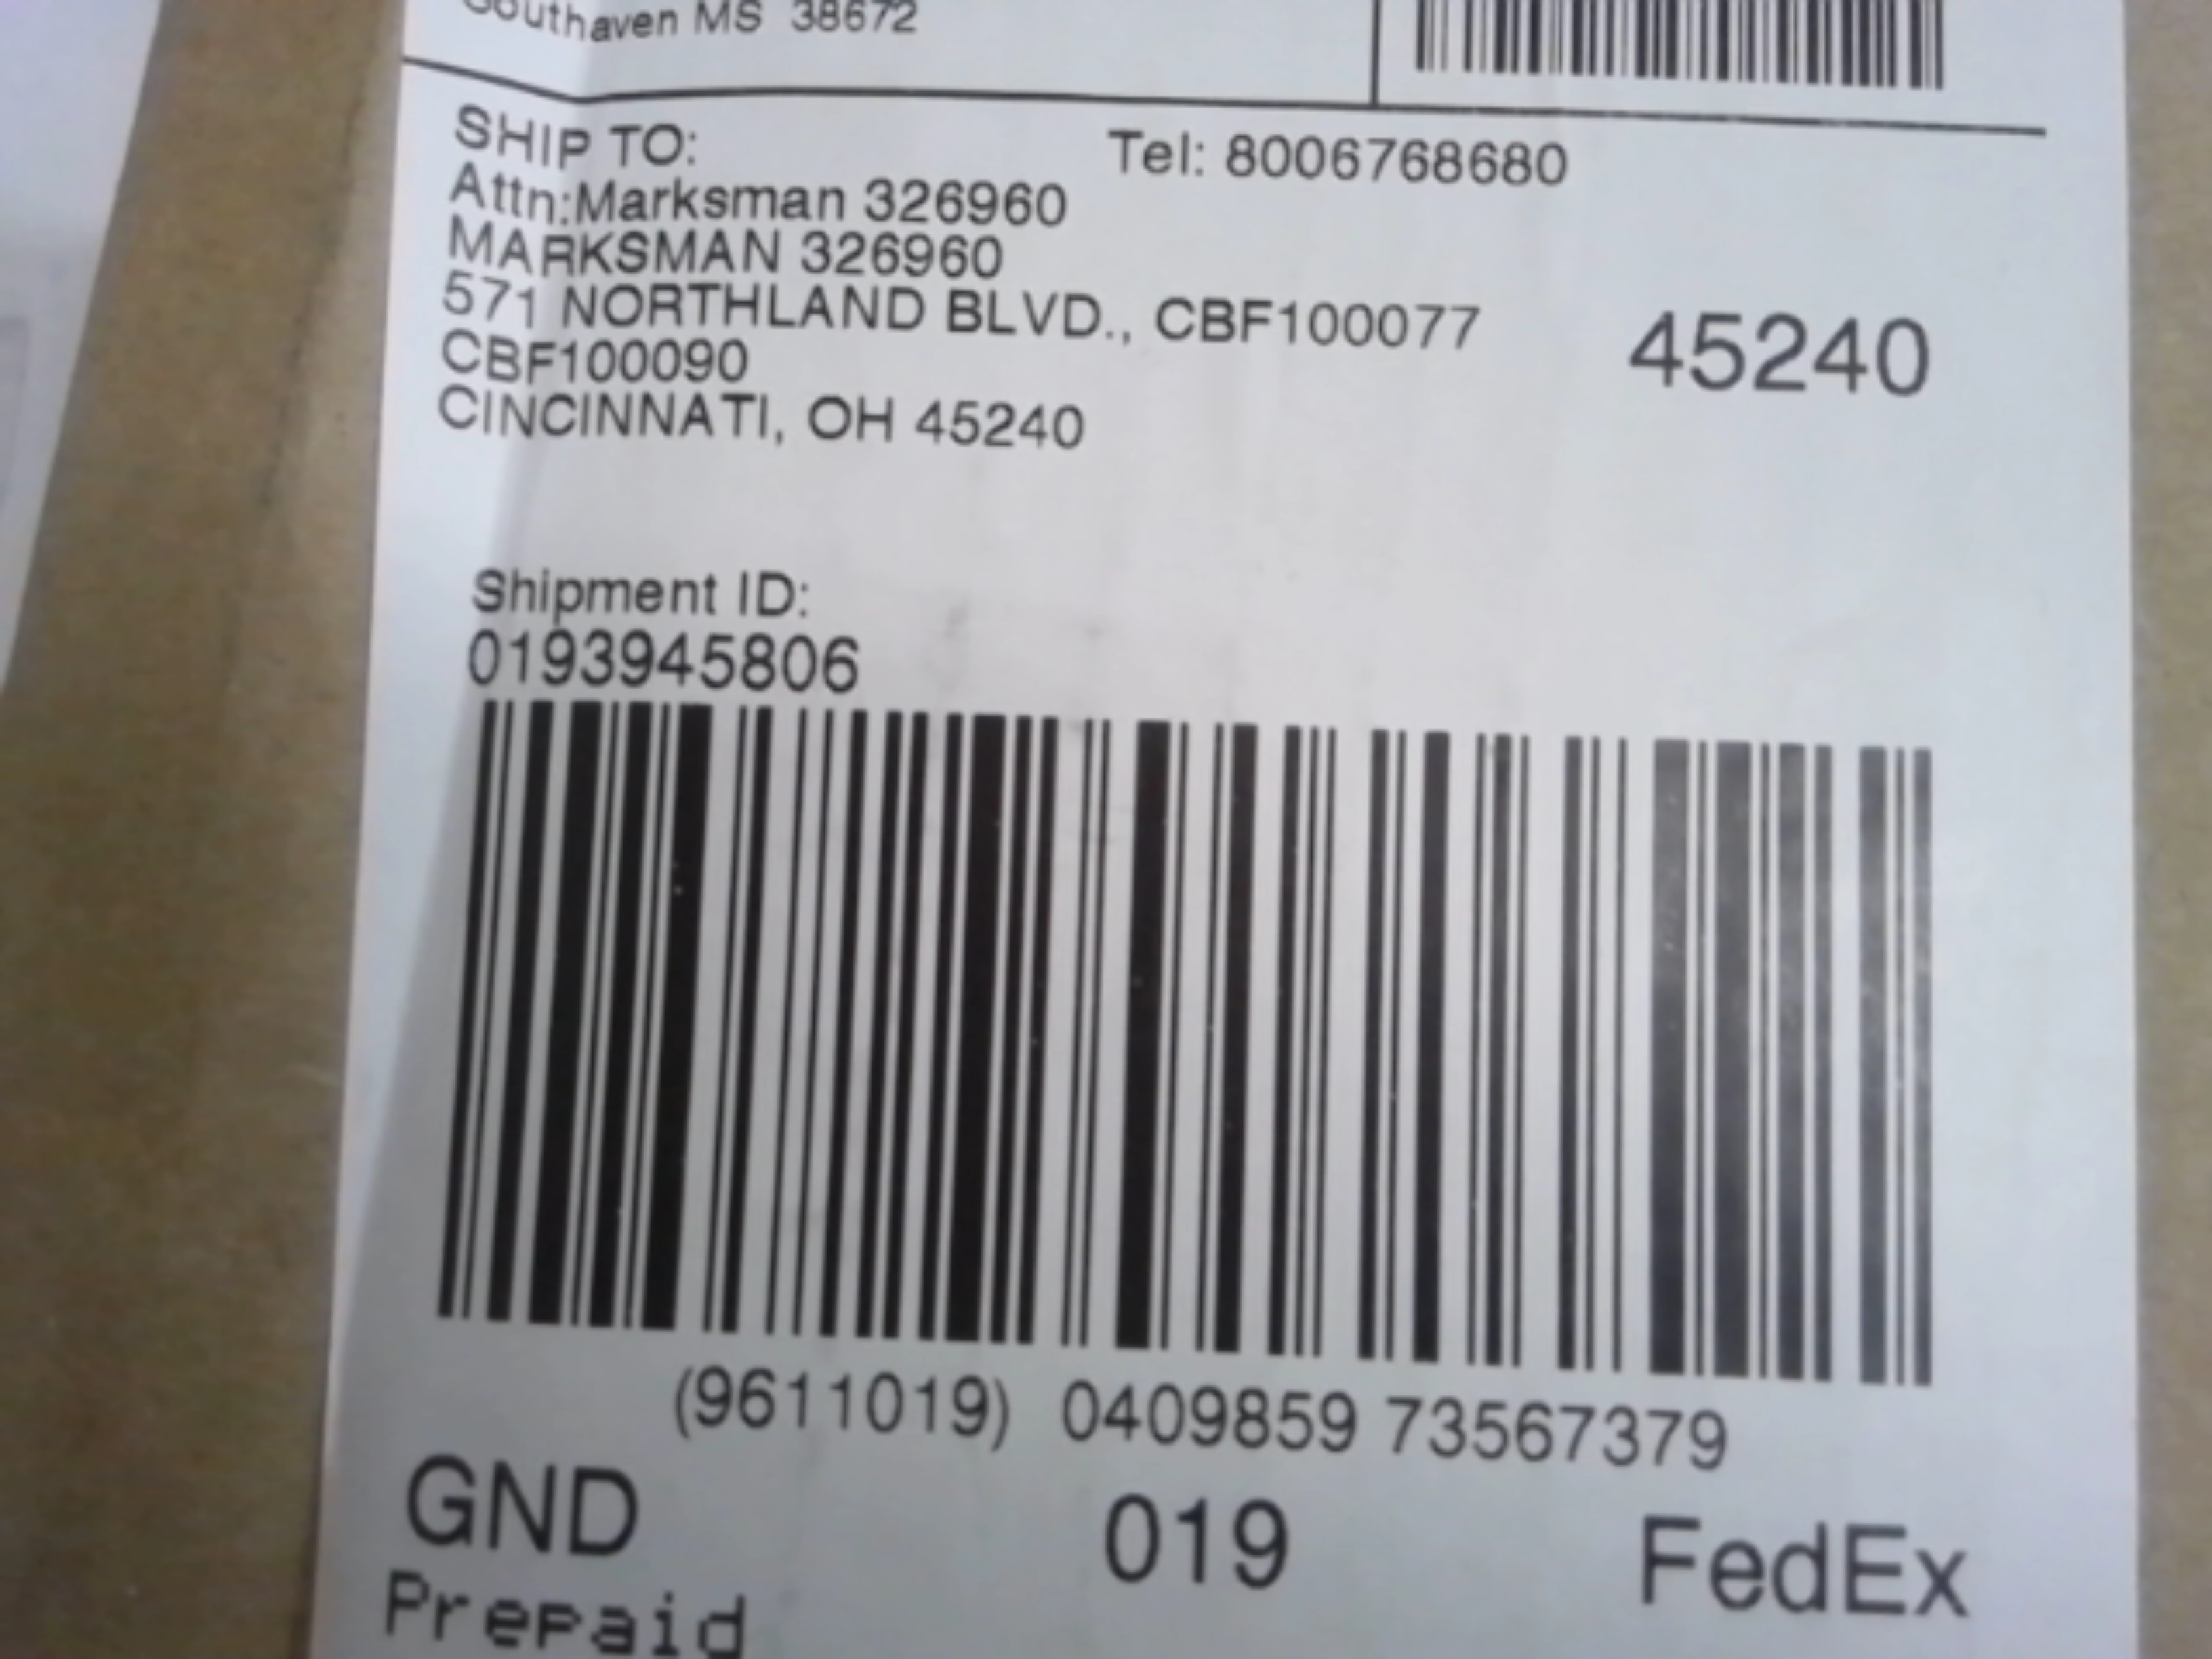 Southaven MS 38672
SHIP TO:
Tel: 8006768680
Attn:Marksman 326960
MARKSMAN 326960
571 NORTHLAND BLVD., CBF100077
CBF100090
CINCINNATI, OH 45240
45240
Shipment ID:
0193945806
(9611019) 0409859 73567379
GND
019
FedEx
Prepaid